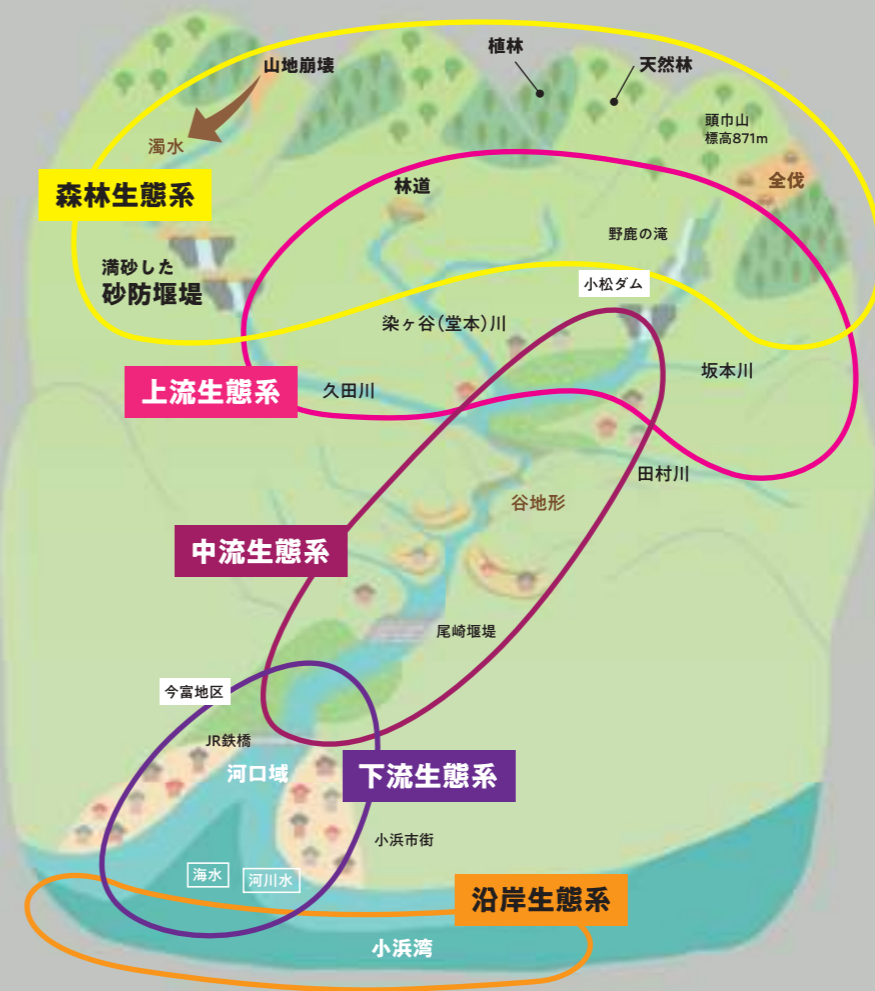 山地崩壊
植林
天然林
頭巾山
標高871m
濁水
全伐
森林生態系
林道
野鹿の滝
満砂した
砂防堰堤
小松ダム
染ヶ谷(堂本)川
坂本川
上流生態系
久田川
田村川
谷地形
中流生態系
尾崎堰堤
今富地区
JR鉄橋
河口域
下流生態系
小浜市街
海水
河川水
沿岸生態系
小浜湾